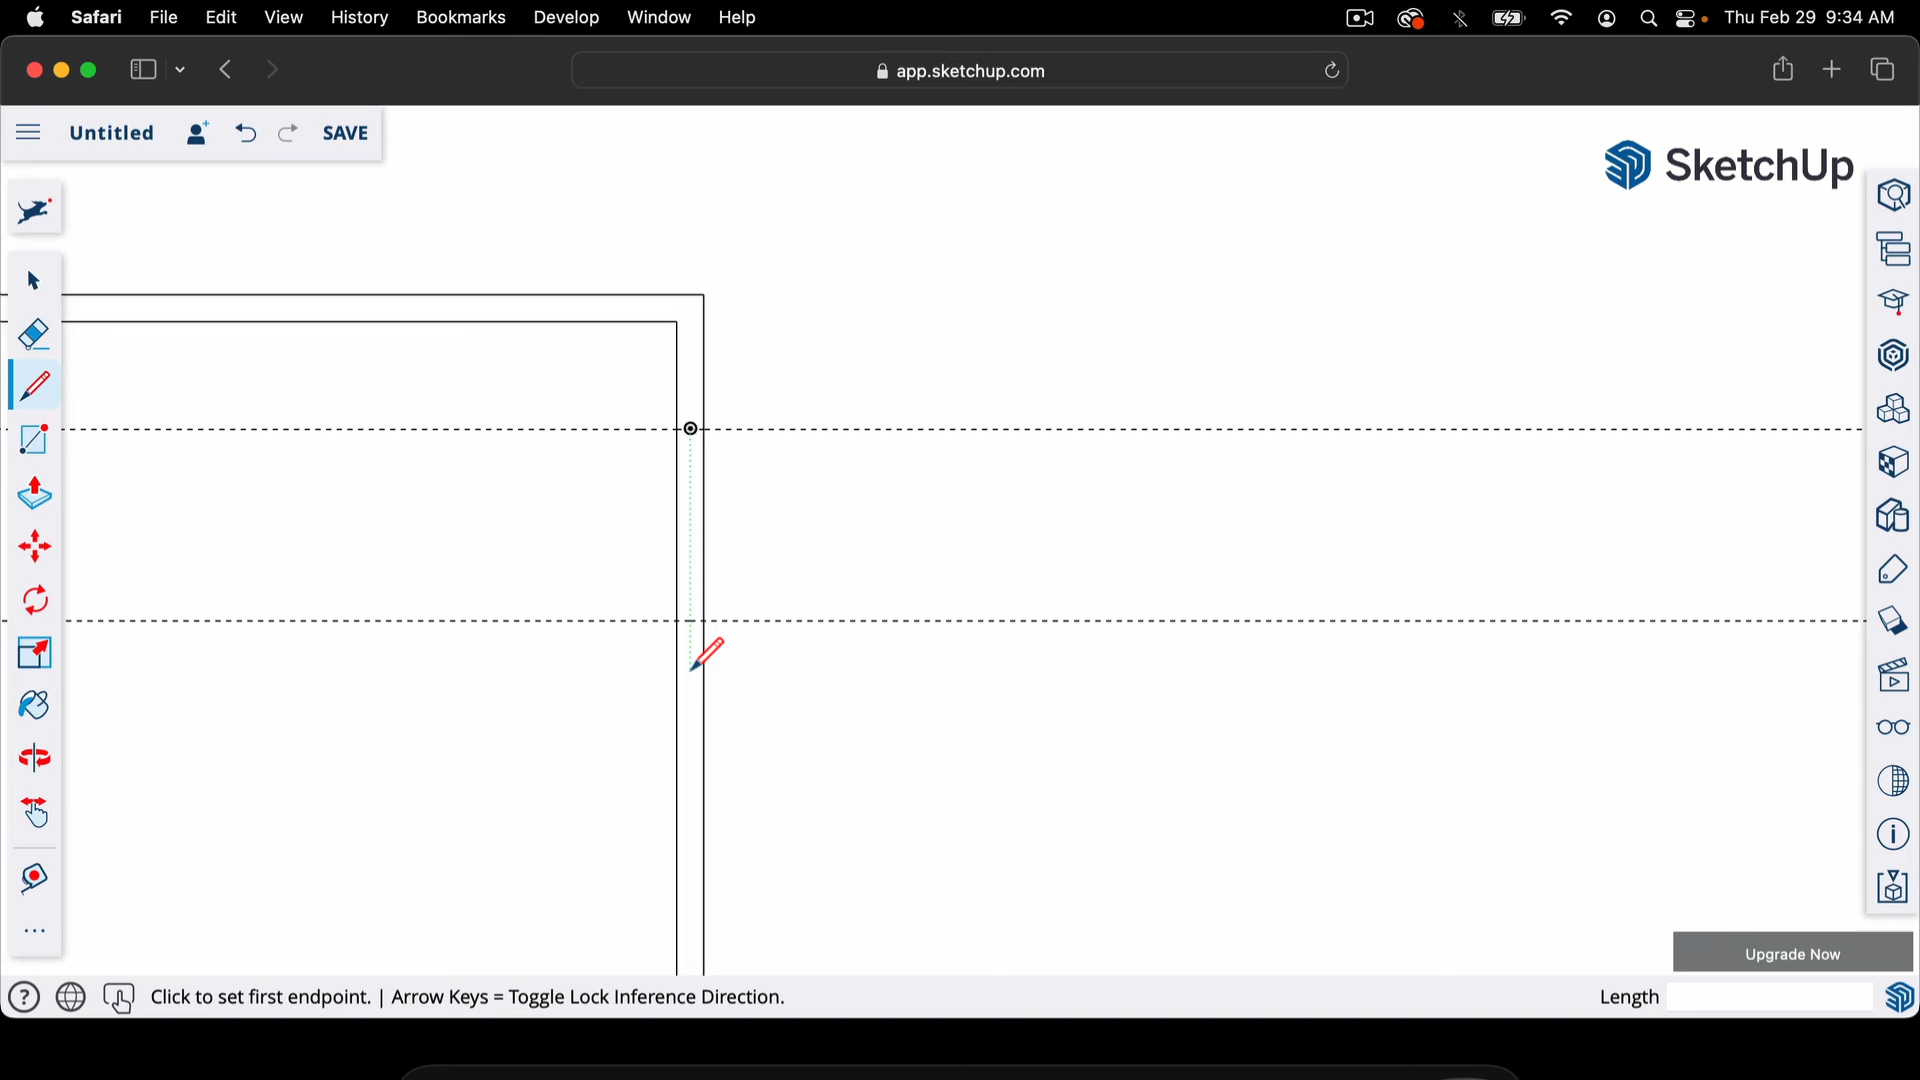 Safari File Edit View History Bookmarks Develop Window Help Thu Feb 29 9:34 AM
app.sketchup.com
Untitled SAVE
SketchUp
Upgrade Now
Click to set first endpoint. | Arrow Keys = Toggle Lock Inference Direction. Length